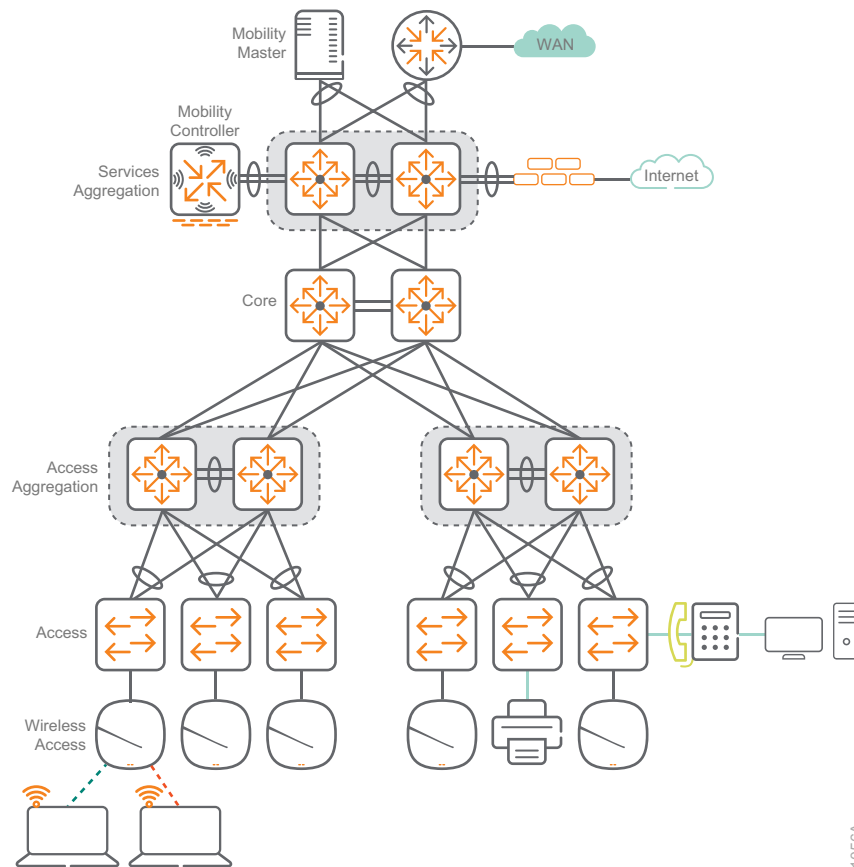 Mobility
Master
WAN
Mobility
Controller
Services
Aggregation
Internet
Core
Access
Aggregation
Access
Wireless
Access